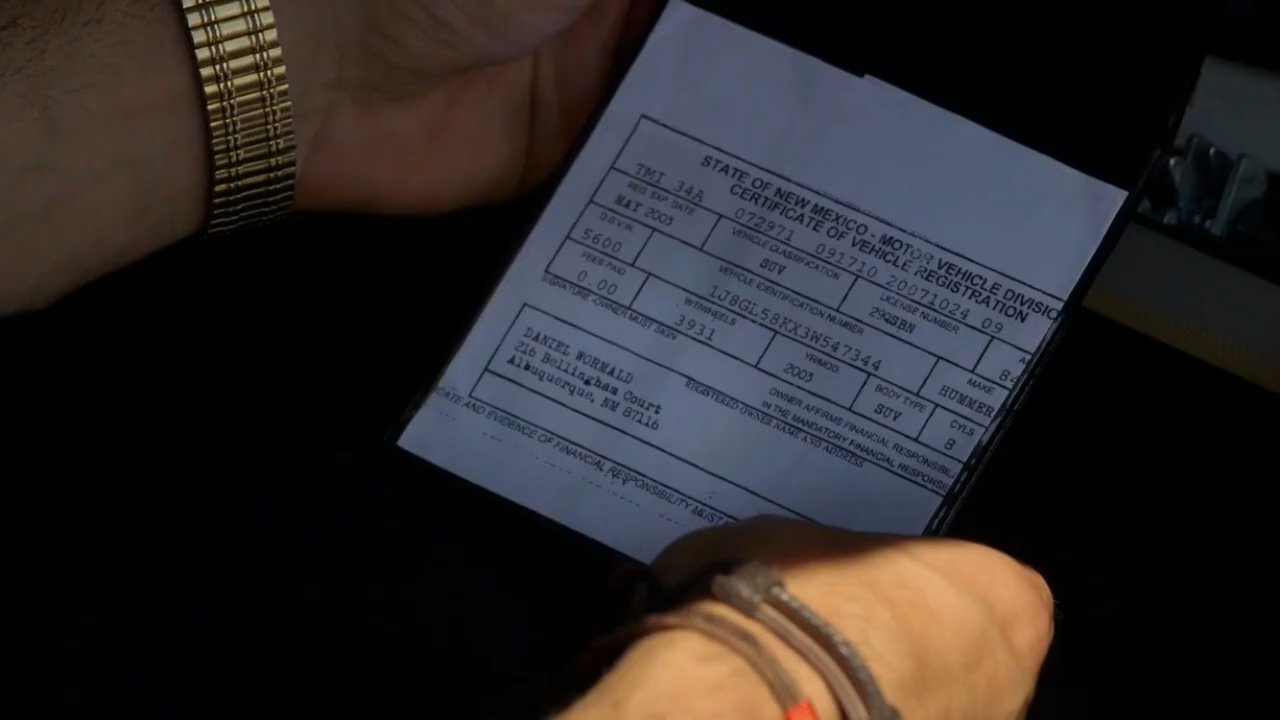 STATE OF NEW MEXICO - MOTOR VEHICLE DIVISIO
CERTIFICATE OF VEHICLE REGISTRATION
TMI 34A 072971 091710 20071024 09
REG. EXP. DATE VEHICLE CLASSIFICATION LICENSE NUMBER
MAY 2003 SUV 290SBN
G.V.W. VEHICLE IDENTIFICATION NUMBER MAKE
5600 1J8GL58KX3W547344 HUMMER
FEES PAID WT/WHEELS YR/MOD. BODY TYPE CYLS
0.00 3931 2003 SUV 8
SIGNATURE-OWNER MUST SIGN
OWNER AFFIRMS FINANCIAL RESPONSIBIL
IN THE MANDATORY FINANCIAL RESPONSI
REGISTERED OWNER NAME AND ADDRESS
DANIEL WORMALD
216 Bellingham Court
Albuquerque, NM 87116
CATE AND EVIDENCE OF FINANCIAL RESPONSIBILITY MUST